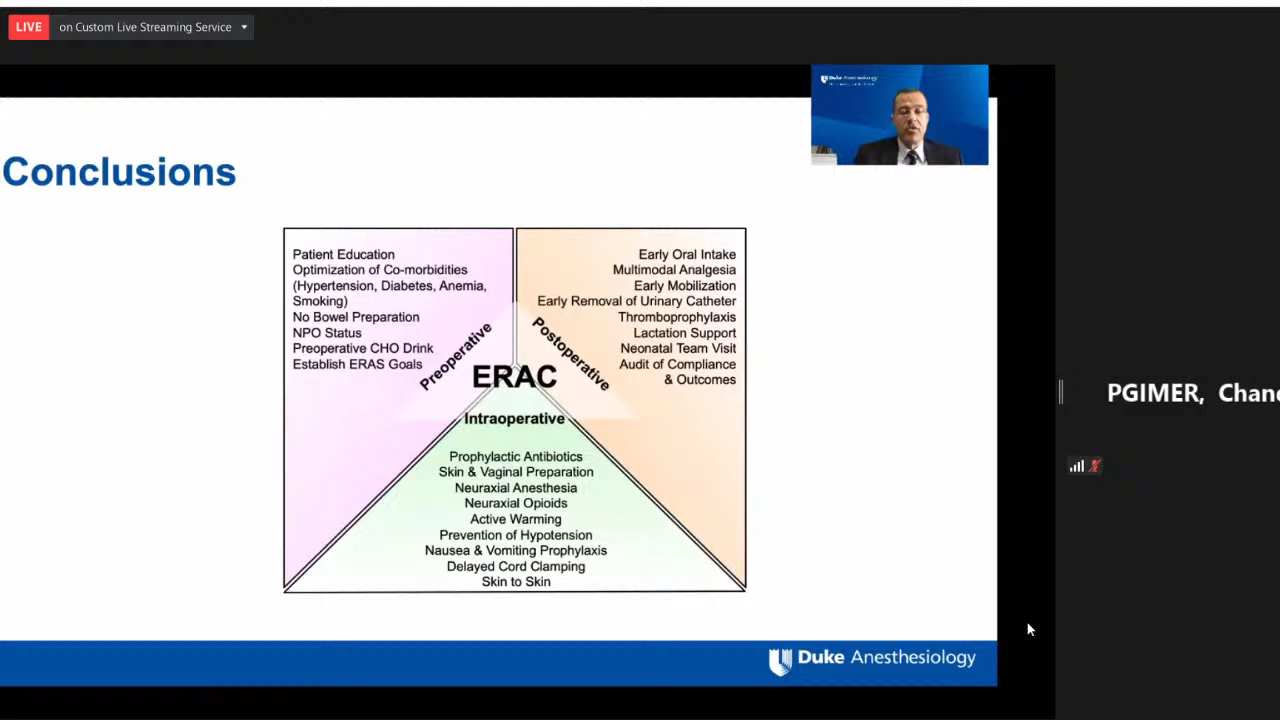 LIVE on Custom Live Streaming Service
Duke Anesthesiology
Conclusions
Patient Education
Optimization of Co-morbidities
(Hypertension, Diabetes, Anemia,
Smoking)
No Bowel Preparation
NPO Status
Preoperative CHO Drink
Establish ERAS Goals
Preoperative
Early Oral Intake
Multimodal Analgesia
Early Mobilization
Early Removal of Urinary Catheter
Thromboprophylaxis
Lactation Support
Neonatal Team Visit
Audit of Compliance
& Outcomes
Postoperative
ERAC
Intraoperative
Prophylactic Antibiotics
Skin & Vaginal Preparation
Neuraxial Anesthesia
Neuraxial Opioids
Active Warming
Prevention of Hypotension
Nausea & Vomiting Prophylaxis
Delayed Cord Clamping
Skin to Skin
PGIMER, Chan
Duke Anesthesiology